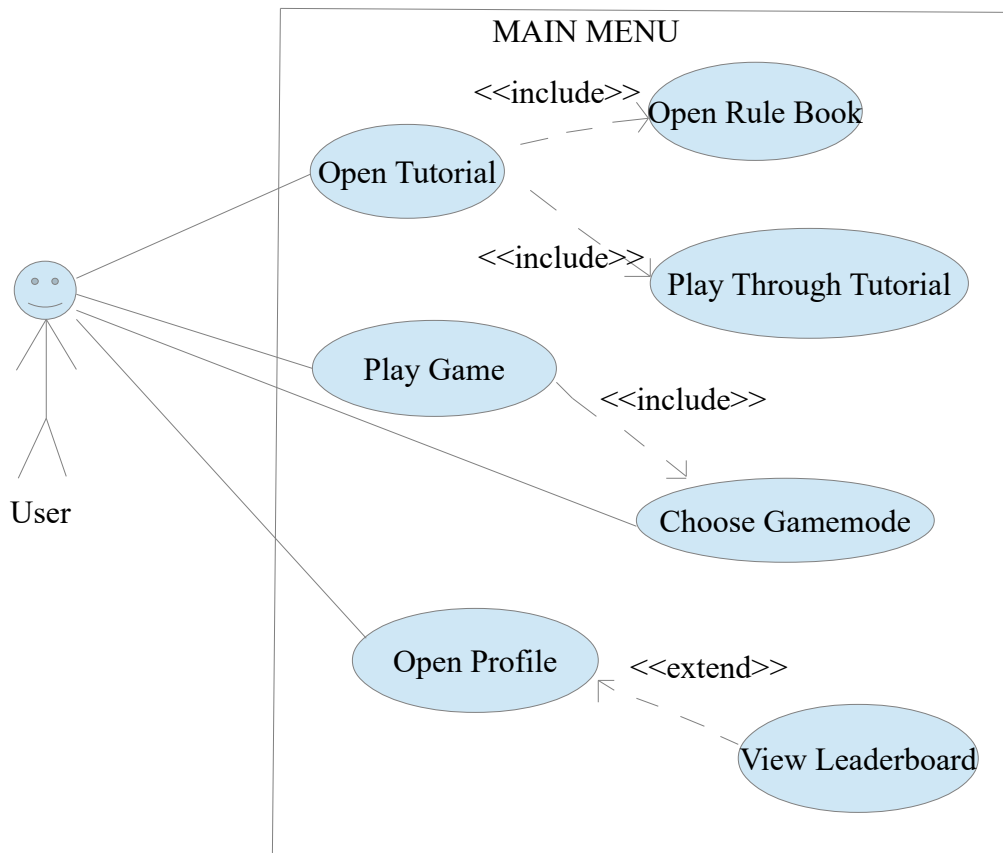 MAIN MENU
<<include>>
Open Rule Book
Open Tutorial
<<include>>
Play Through Tutorial
Play Game
<<include>>
User
Choose Gamemode
Open Profile
<<extend>>
View Leaderboard